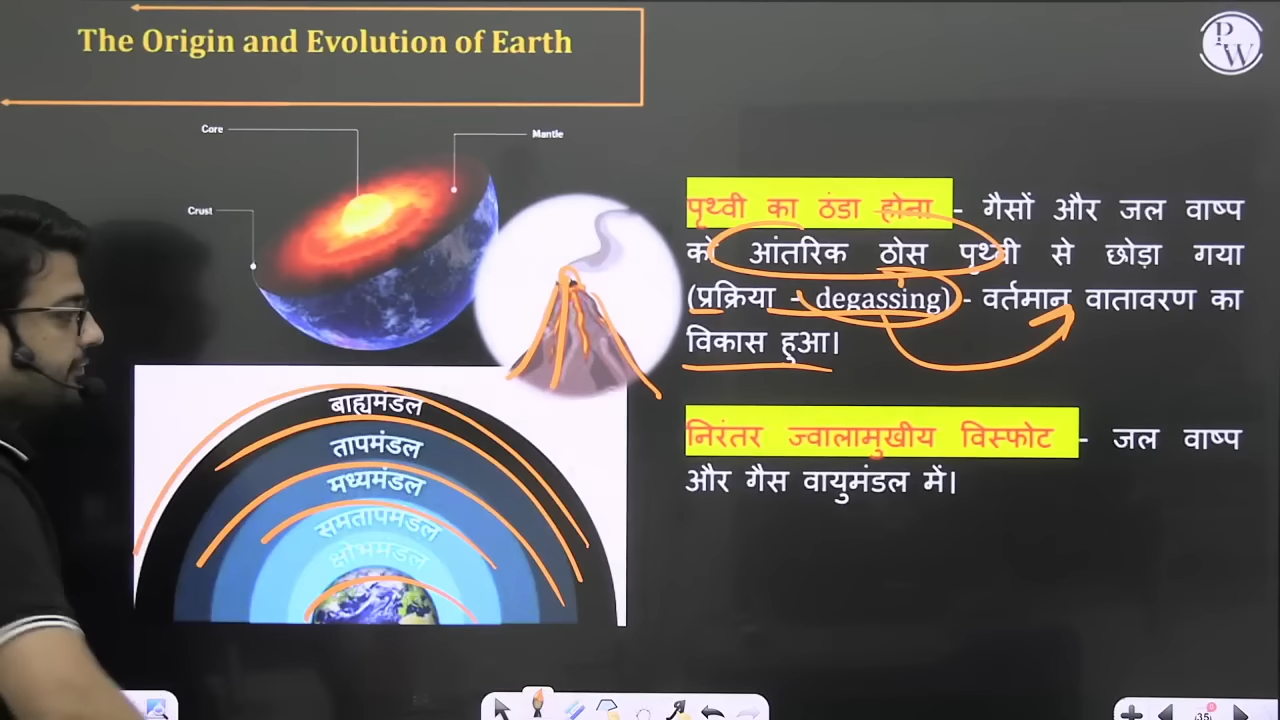 The Origin and Evolution of Earth
P
W
Core
Mantle
Crust
पृथ्वी का ठंडा होना - गैसों और जल वाष्प
को आंतरिक ठोस पृथ्वी से छोड़ा गया
(प्रक्रिया - degassing) - वर्तमान वातावरण का
विकास हुआ।
बाह्यमंडल
तापमंडल
मध्यमंडल
समतापमंडल
क्षोभमंडल
निरंतर ज्वालामुखीय विस्फोट - जल वाष्प
और गैस वायुमंडल में।
35